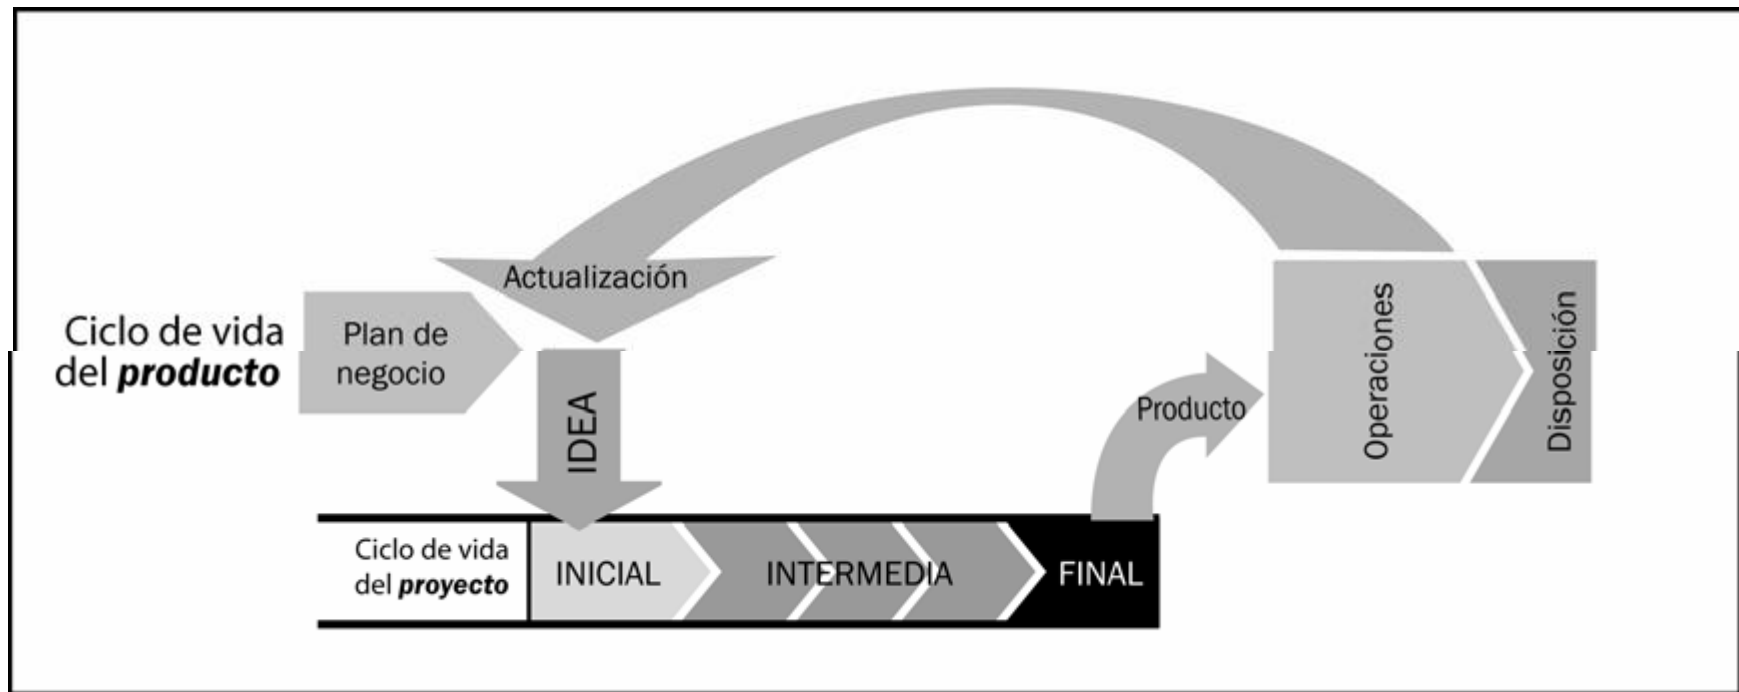 Actualización
Ciclo de vida
del producto
Plan de
negocio
IDEA
Producto
Operaciones
Disposición
Ciclo de vida
del proyecto
INICIAL
INTERMEDIA
FINAL